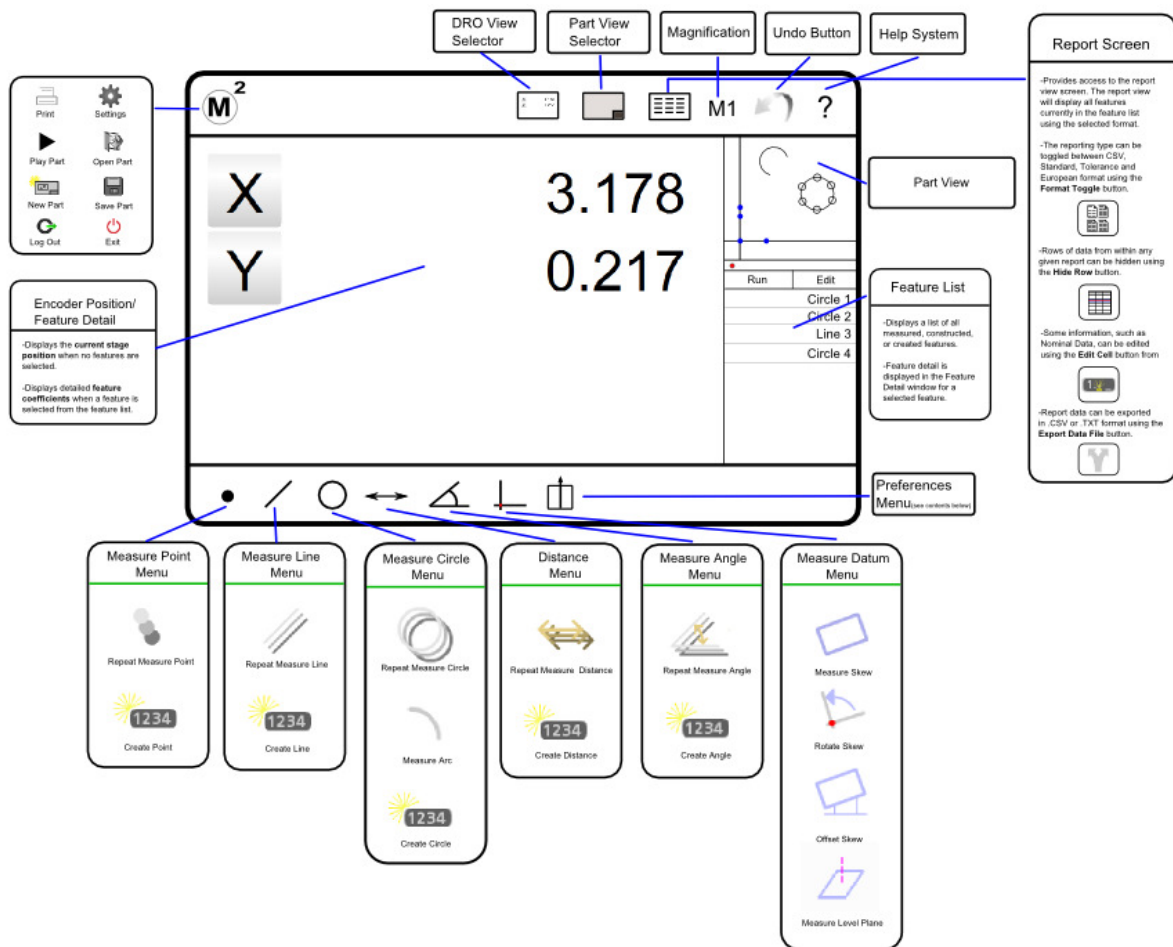 DRO View
Selector
Part View
Selector
Magnification
Undo Button
Help System
Print
Settings
Play Part
Open Part
New Part
Save Part
Log Out
Exit
M2
M1
?
X
3.178
Y
0.217
Run
Edit
Circle 1
Circle 2
Line 3
Circle 4
Part View
Encoder Position/
Feature Detail
-Displays the current stage
position when no features are
selected.
-Displays detailed feature
coefficients when a feature is
selected from the feature list.
Feature List
-Displays a list of all
measured, constructed,
or created features.
-Feature detail is
displayed in the Feature
Detail window for a
selected feature.
Report Screen
-Provides access to the report
view screen. The report view
will display all features
currently in the feature list
using the selected format.
-The reporting type can be
toggled between CSV,
Standard, Tolerance and
European format using the
Format Toggle button.
-Rows of data from within any
given report can be hidden using
the Hide Row button.
-Some information, such as
Nominal Data, can be edited
using the Edit Cell button from
-Report data can be exported
in .CSV or .TXT format using the
Export Data File button.
Preferences
Menu(see contents below)
Measure Point
Menu
Repeat Measure Point
1234
Create Point
Measure Line
Menu
Repeat Measure Line
1234
Create Line
Measure Circle
Menu
Repeat Measure Circle
Measure Arc
1234
Create Circle
Distance
Menu
Repeat Measure Distance
1234
Create Distance
Measure Angle
Menu
Repeat Measure Angle
1234
Create Angle
Measure Datum
Menu
Measure Skew
Rotate Skew
Offset Skew
Measure Level Plane